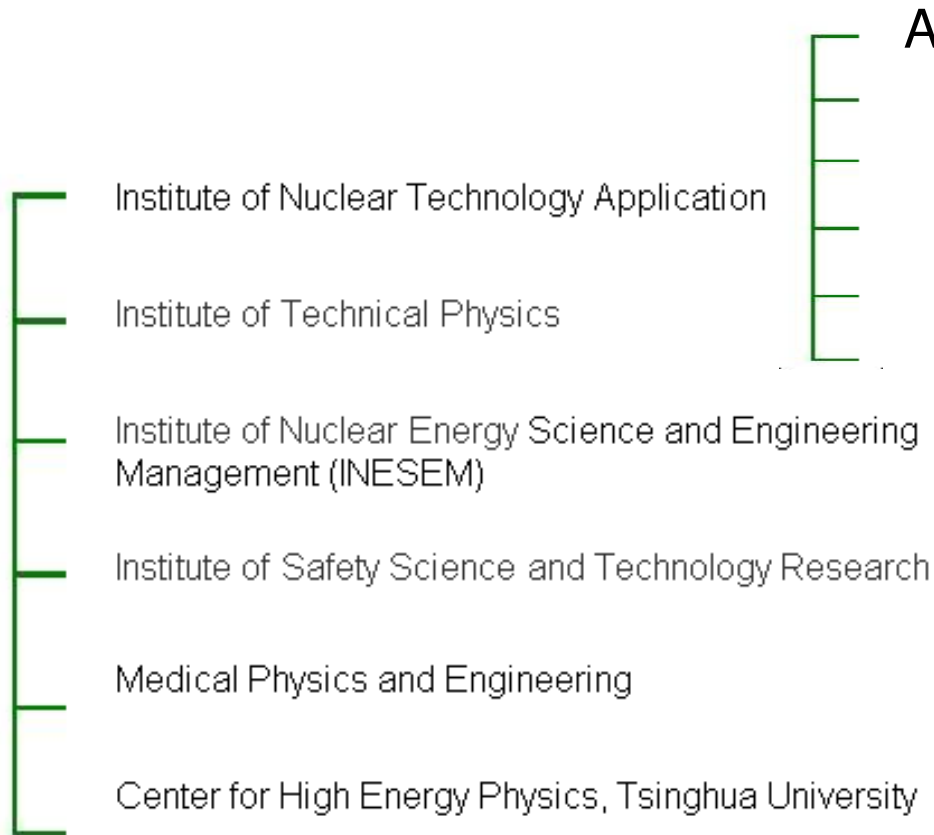 A
Institute of Nuclear Technology Application
Institute of Technical Physics
Institute of Nuclear Energy Science and Engineering
Management (INESEM)
Institute of Safety Science and Technology Research
Medical Physics and Engineering
Center for High Energy Physics, Tsinghua University